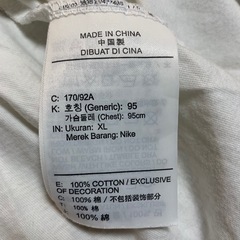 MADE IN CHINA
中国製
DIBUAT DI CINA
C: 170/92A
K: 호칭 (Generic): 95
가슴둘레 (Chest): 95cm
IN: Ukuran: XL
Merek Barang: Nike
E: 100% COTTON / EXCLUSIVE
OF DECORATION
C: 100% 棉 / 不包括装饰部分
T: 100% 棉
100% 綿